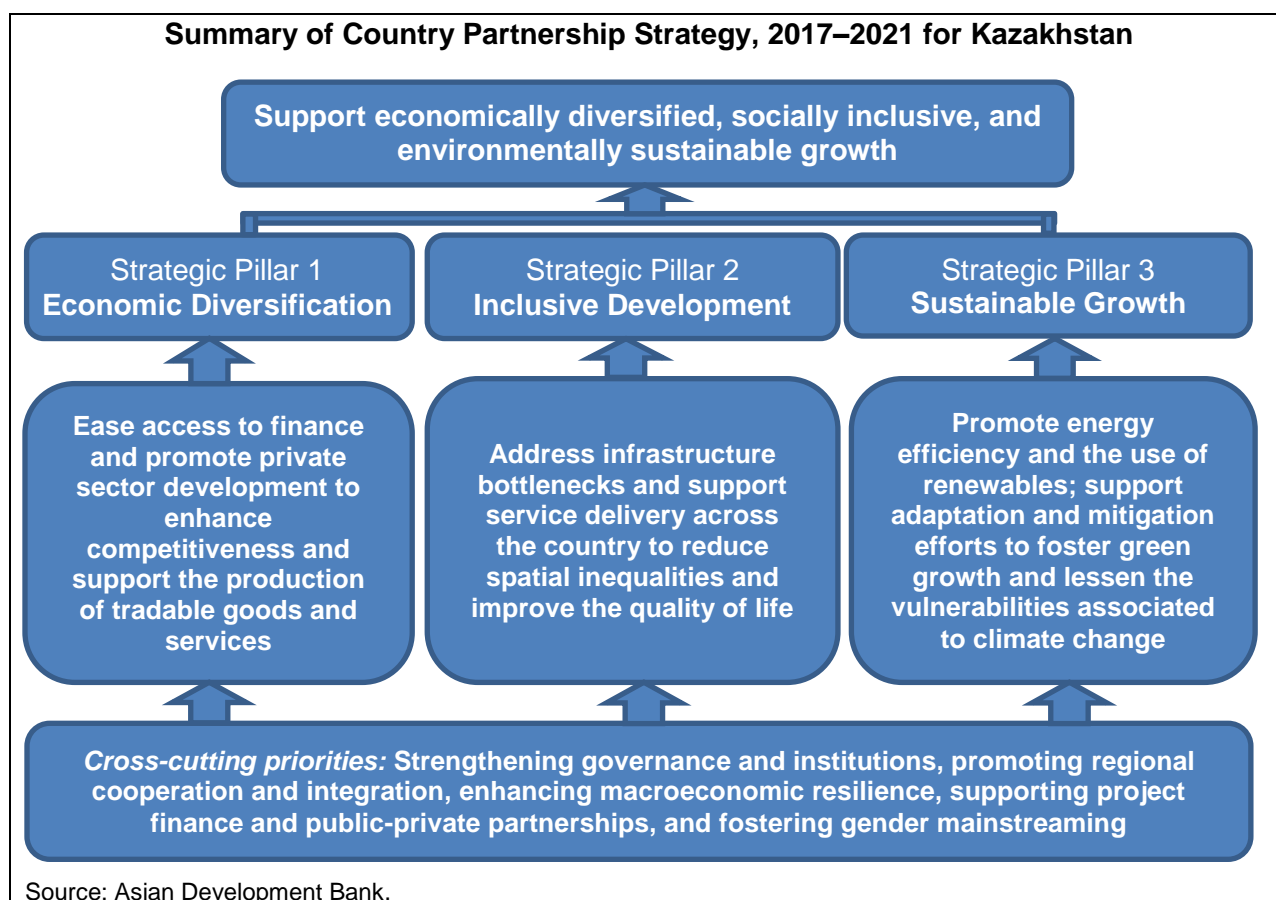 Summary of Country Partnership Strategy, 2017–2021 for Kazakhstan
Support economically diversified, socially inclusive, and
environmentally sustainable growth
Strategic Pillar 1
Economic Diversification
Strategic Pillar 2
Inclusive Development
Strategic Pillar 3
Sustainable Growth
Ease access to finance
and promote private
sector development to
enhance
competitiveness and
support the production
of tradable goods and
services
Address infrastructure
bottlenecks and support
service delivery across
the country to reduce
spatial inequalities and
improve the quality of life
Promote energy
efficiency and the use of
renewables; support
adaptation and mitigation
efforts to foster green
growth and lessen the
vulnerabilities associated
to climate change
Cross-cutting priorities: Strengthening governance and institutions, promoting regional
cooperation and integration, enhancing macroeconomic resilience, supporting project
finance and public-private partnerships, and fostering gender mainstreaming
Source: Asian Development Bank.